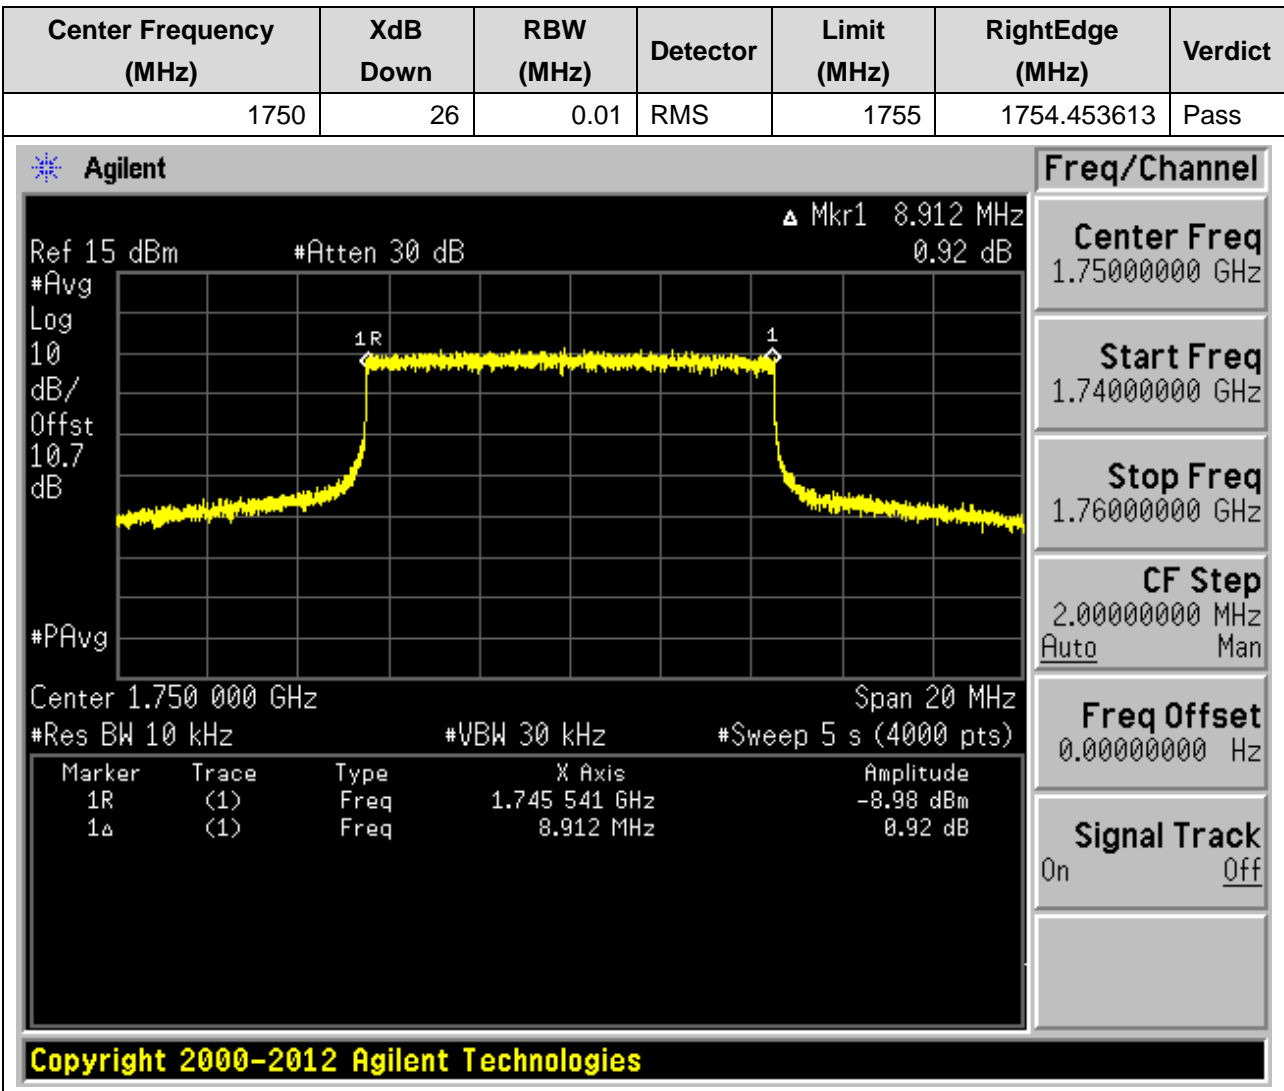 Center Frequency (MHz) XdB Down RBW (MHz) Detector Limit (MHz) RightEdge (MHz) Verdict
1750 26 0.01 RMS 1755 1754.453613 Pass
Agilent
Freq/Channel
Δ Mkr1 8.912 MHz
Ref 15 dBm #Atten 30 dB 0.92 dB
#Avg
Log
10
dB/
Offst
10.7
dB
1R
1
#PAvg
Center 1.750 000 GHz Span 20 MHz
#Res BW 10 kHz #VBW 30 kHz #Sweep 5 s (4000 pts)
Marker Trace Type X Axis Amplitude
1R (1) Freq 1.745 541 GHz -8.98 dBm
1Δ (1) Freq 8.912 MHz 0.92 dB
Center Freq
1.75000000 GHz
Start Freq
1.74000000 GHz
Stop Freq
1.76000000 GHz
CF Step
2.00000000 MHz
Auto Man
Freq Offset
0.00000000 Hz
Signal Track
On Off
Copyright 2000-2012 Agilent Technologies